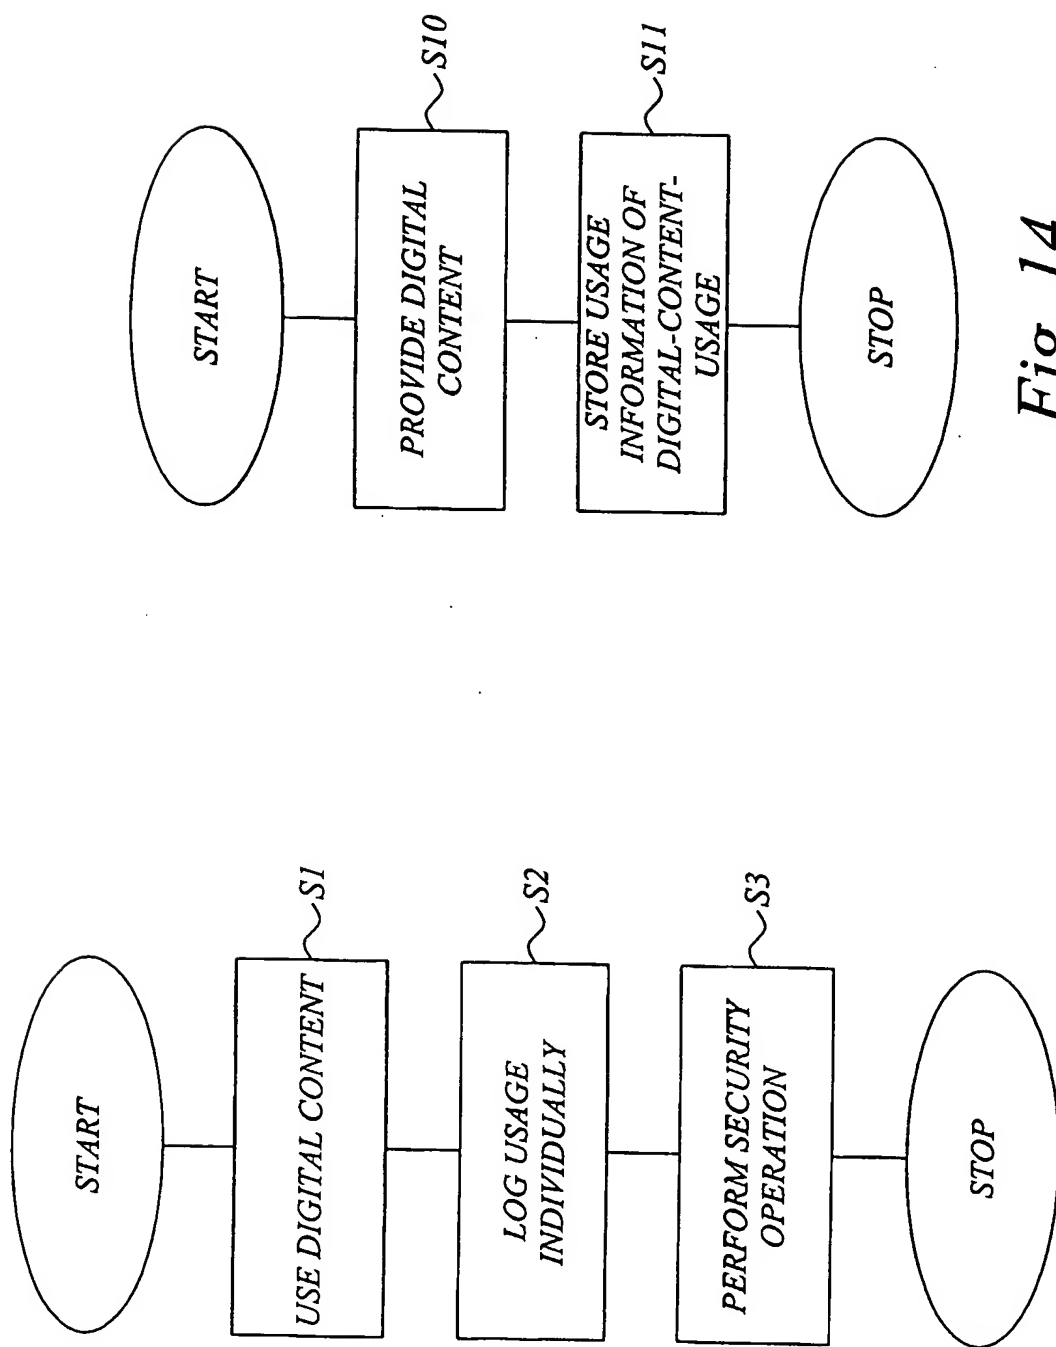 START
USE DIGITAL CONTENT
S1
LOG USAGE
INDIVIDUALLY
S2
PERFORM SECURITY
OPERATION
S3
STOP
START
PROVIDE DIGITAL
CONTENT
S10
STORE USAGE
INFORMATION OF
DIGITAL-CONTENT-
USAGE
S11
STOP
Fig. 14